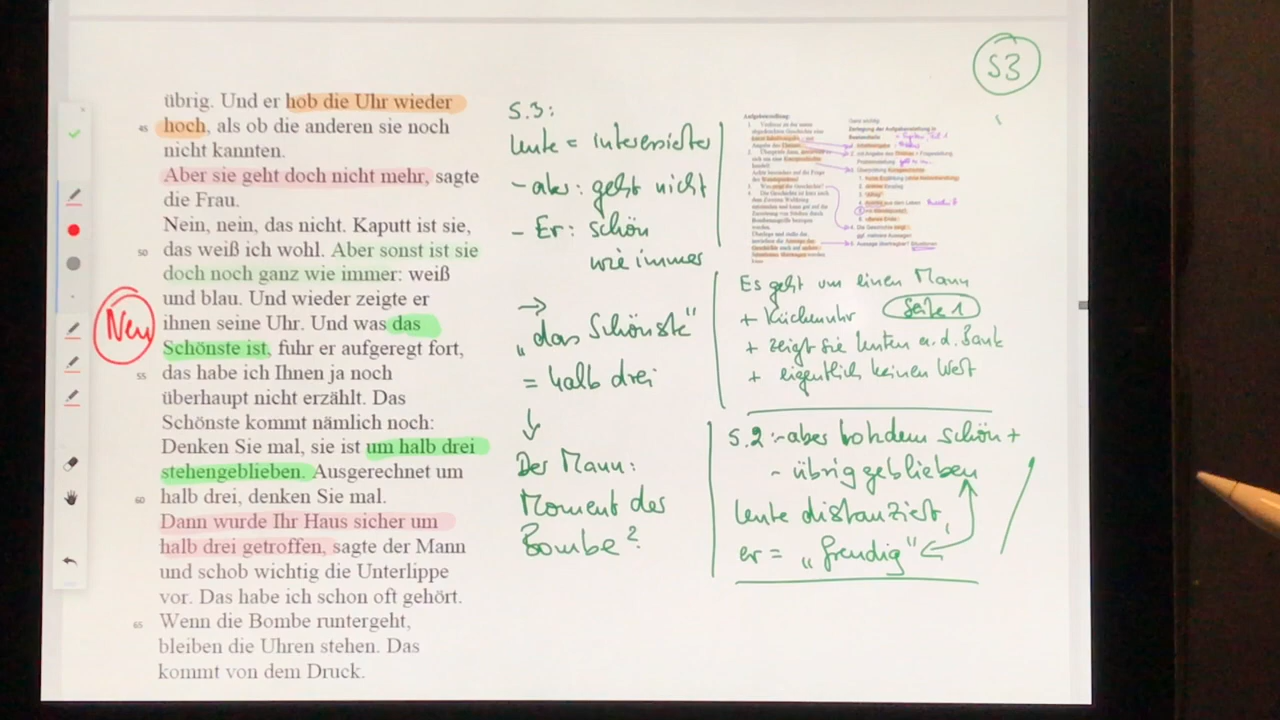 S3
übrig. Und er hob die Uhr wieder
45 hoch, als ob die anderen sie noch
nicht kannten.
Aber sie geht doch nicht mehr, sagte
die Frau.
Nein, nein, das nicht. Kaputt ist sie,
50 das weiß ich wohl. Aber sonst ist sie
doch noch ganz wie immer: weiß
und blau. Und wieder zeigte er
Neu
ihnen seine Uhr. Und was das
Schönste ist, fuhr er aufgeregt fort,
55 das habe ich Ihnen ja noch
überhaupt nicht erzählt. Das
Schönste kommt nämlich noch:
Denken Sie mal, sie ist um halb drei
stehengeblieben. Ausgerechnet um
60 halb drei, denken Sie mal.
Dann wurde Ihr Haus sicher um
halb drei getroffen, sagte der Mann
und schob wichtig die Unterlippe
vor. Das habe ich schon oft gehört.
65 Wenn die Bombe runtergeht,
bleiben die Uhren stehen. Das
kommt von dem Druck.
S.3:
Leute = interessierter
- aber: geht nicht
- Er: schön
wie immer
→
„das Schönste"
= halb drei
↓
Der Mann:
Moment der
Bombe?
Aufgabenstellung:
Es geht um einen Mann
+ Küchenuhr Seite 1
+ zeigt sie Leuten a. d. Bank
+ eigentlich keinen Wert
S.2: - aber trotzdem schön +
- übriggeblieben
Leute distanziert,
er = „freudig"